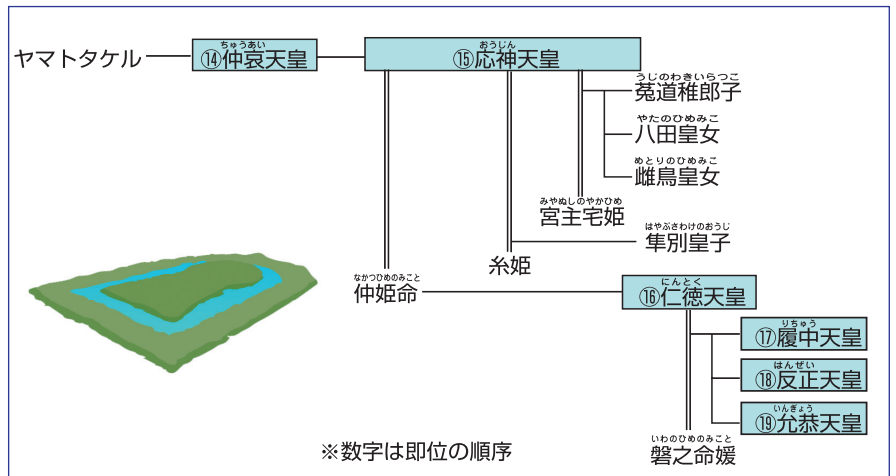 ヤマトタケル
ちゅうあい
⑭仲哀天皇
おうじん
⑮応神天皇
うじのわきいらつこ
菟道稚郎子
やたのひめみこ
八田皇女
めとりのひめみこ
雌鳥皇女
みやぬしのやかひめ
宮主宅姫
はやぶさわけのおうじ
隼別皇子
糸姫
なかつひめのみこと
仲姫命
にんとく
⑯仁徳天皇
りちゅう
⑰履中天皇
はんぜい
⑱反正天皇
いんぎょう
⑲允恭天皇
いわのひめのみこと
磐之命媛
※数字は即位の順序